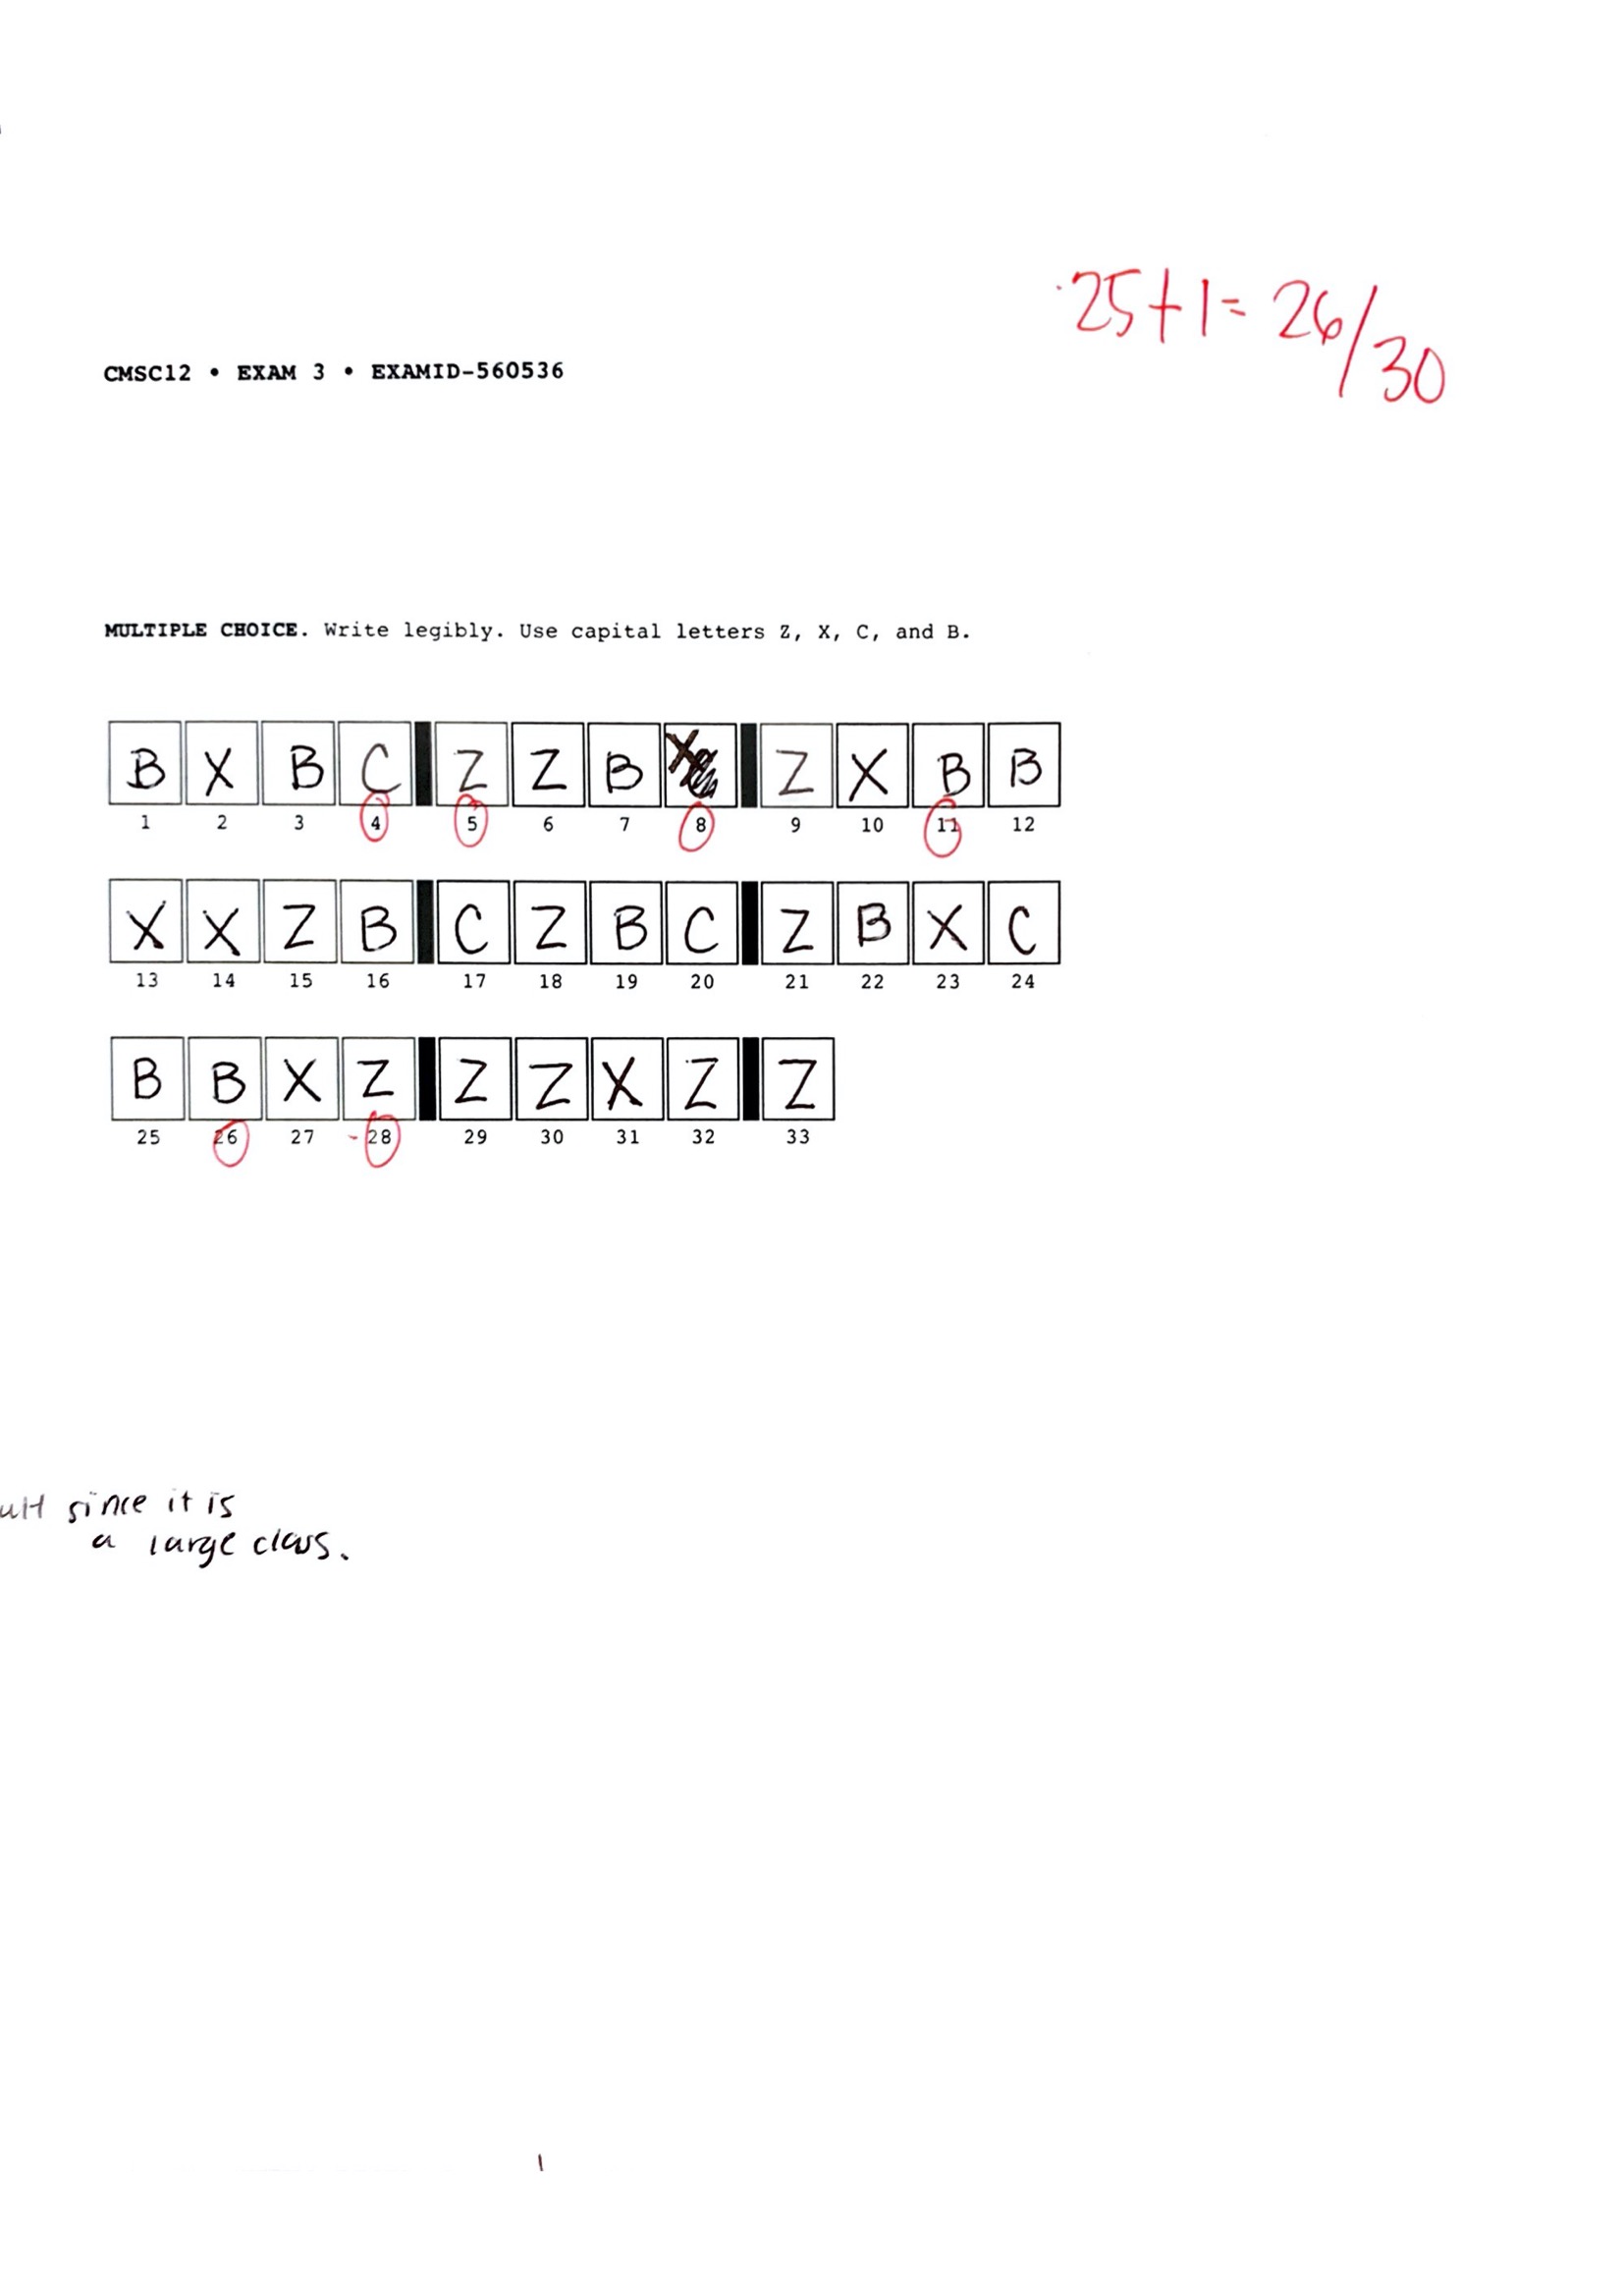 25+1= 26/30
CMSC12 • EXAM 3 • EXAMID-560536
MULTIPLE CHOICE. Write legibly. Use capital letters Z, X, C, and B.
B X B C Z Z B X Z X B B
1 2 3 4 5 6 7 8 9 10 11 12
X X Z B C Z B C Z B X C
13 14 15 16 17 18 19 20 21 22 23 24
B B X Z Z Z X Z Z
25 26 27 28 29 30 31 32 33
since it is
a large class.